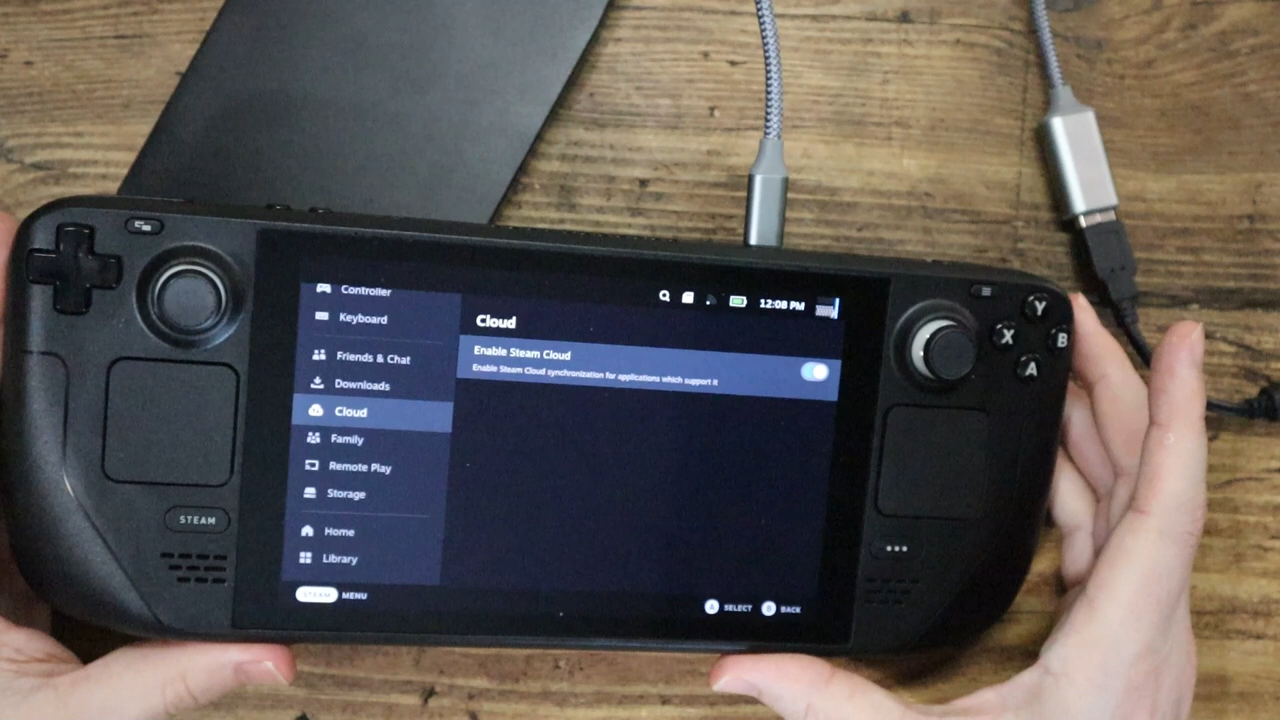 Controller
Keyboard
Friends & Chat
Downloads
Cloud
Family
Remote Play
Storage
Home
Library
STEAM MENU
12:08 PM
Cloud
Enable Steam Cloud
Enable Steam Cloud synchronization for applications which support it
A SELECT B BACK
STEAM
Y
X
B
A